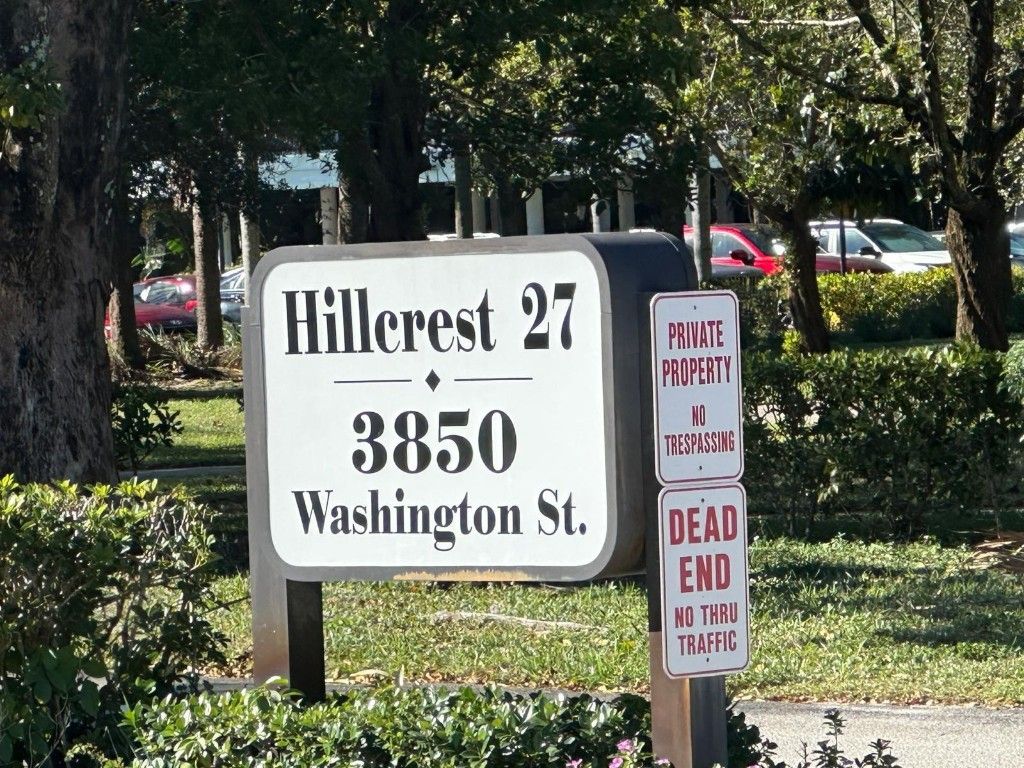 Hillcrest 27
3850
Washington St.
PRIVATE
PROPERTY
NO
TRESPASSING
DEAD
END
NO THRU
TRAFFIC